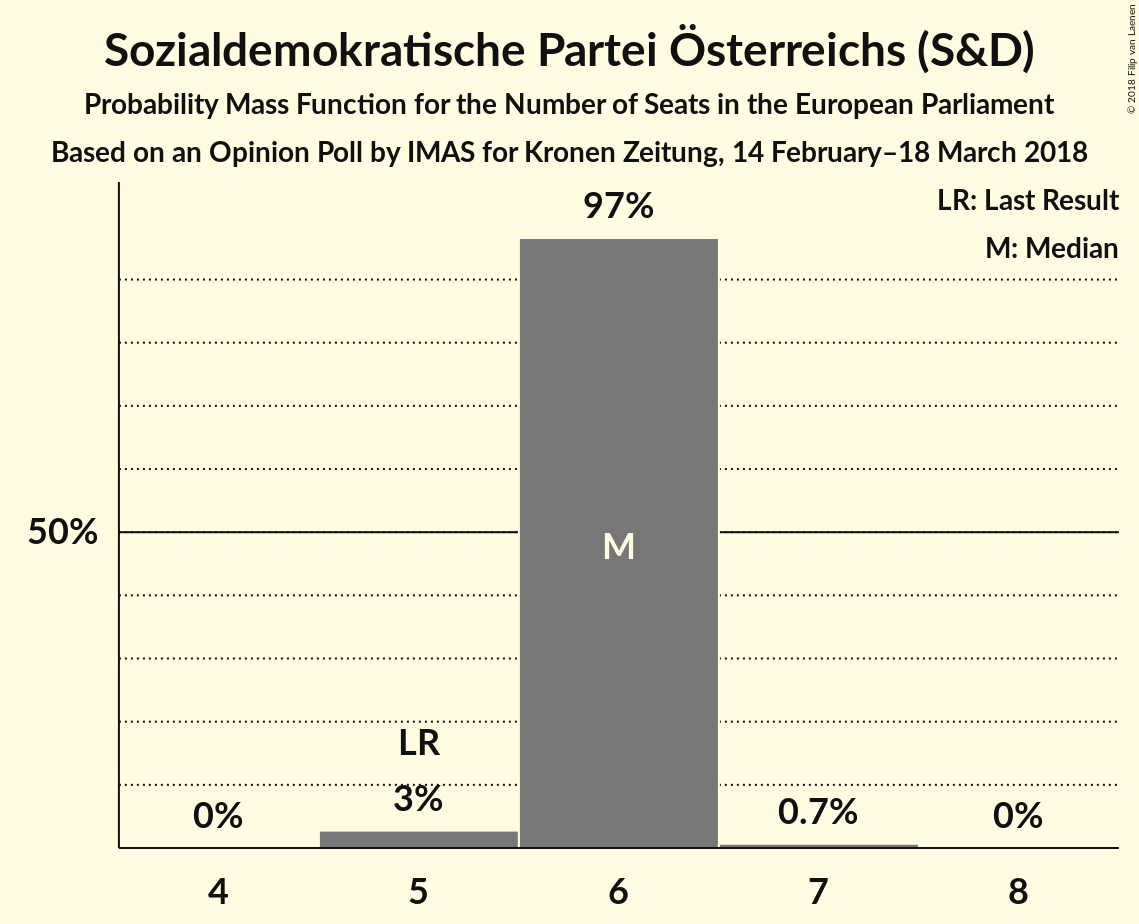 Sozialdemokratische Partei Österreichs (S&D)
Probability Mass Function for the Number of Seats in the European Parliament
Based on an Opinion Poll by IMAS for Kronen Zeitung, 14 February–18 March 2018
© 2018 Filip van Laenen
LR: Last Result
M: Median
97%
50%
M
LR
0%
3%
0.7%
0%
4 5 6 7 8